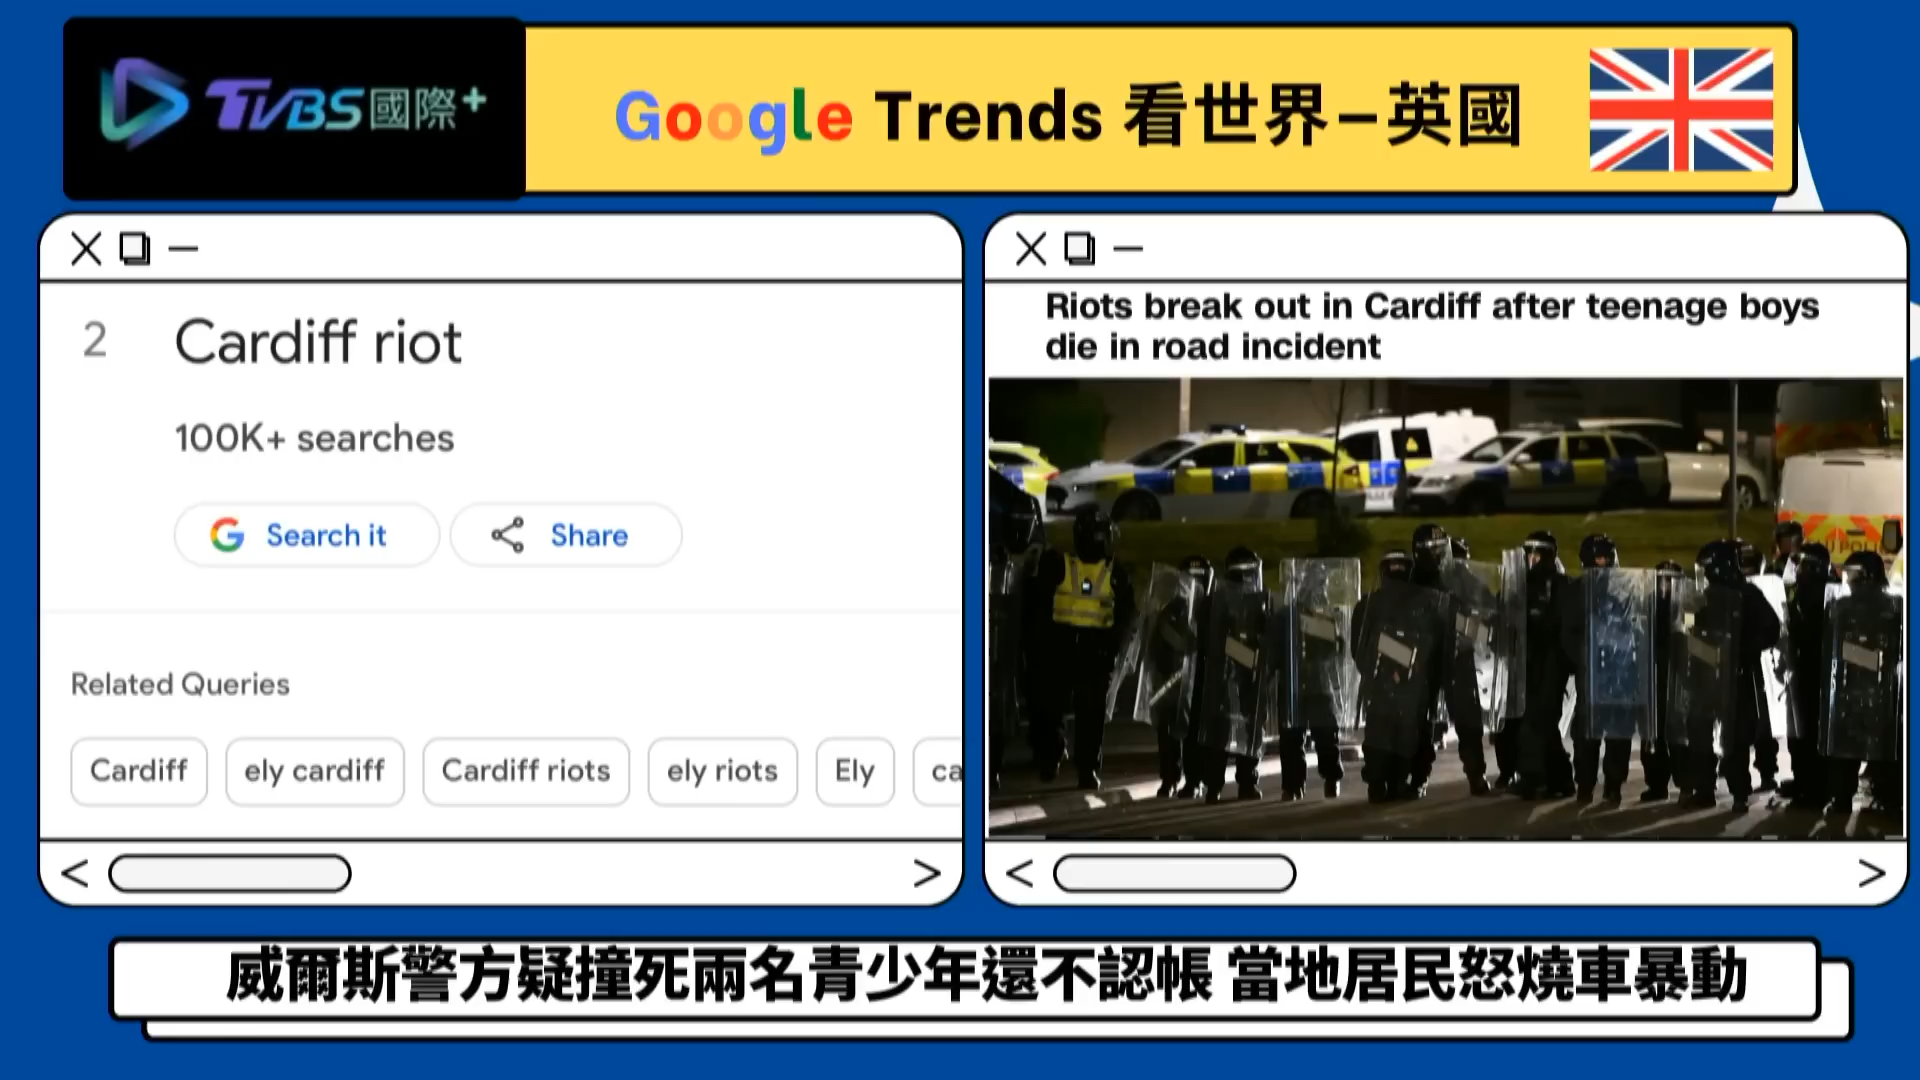 TVBS國際+
Google Trends 看世界–英國
2
Cardiff riot
100K+ searches
Search it
Share
Related Queries
Cardiff
ely cardiff
Cardiff riots
ely riots
Ely
ca
Riots break out in Cardiff after teenage boys
die in road incident
威爾斯警方疑撞死兩名青少年還不認帳 當地居民怒燒車暴動